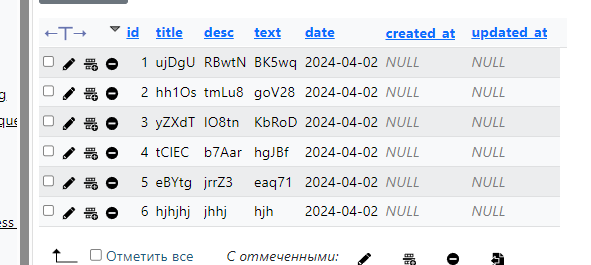 id title desc text date created_at updated_at
1 ujDgU RBwtN BK5wq 2024-04-02 NULL NULL
2 hh1Os tmLu8 goV28 2024-04-02 NULL NULL
g
que
3 yZXdT IO8tn KbRoD 2024-04-02 NULL NULL
4 tCIEC b7Aar hgJBf 2024-04-02 NULL NULL
5 eBYtg jrrZ3 eaq71 2024-04-02 NULL NULL
6 hjhjhj jhhj hjh 2024-04-02 NULL NULL
ess
Отметить все С отмеченными: